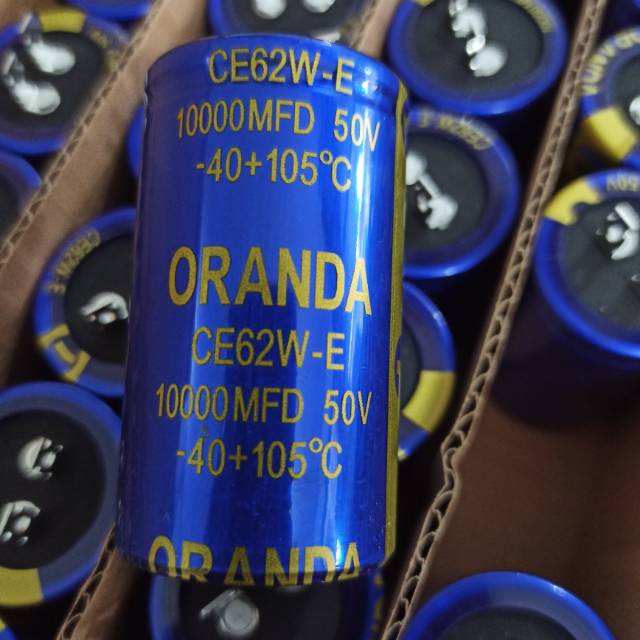 CE62W-E
10000MFD 50V
-40+105°C
ORANDA
CE62W-E
10000MFD 50V
-40+105°C
ORANDA